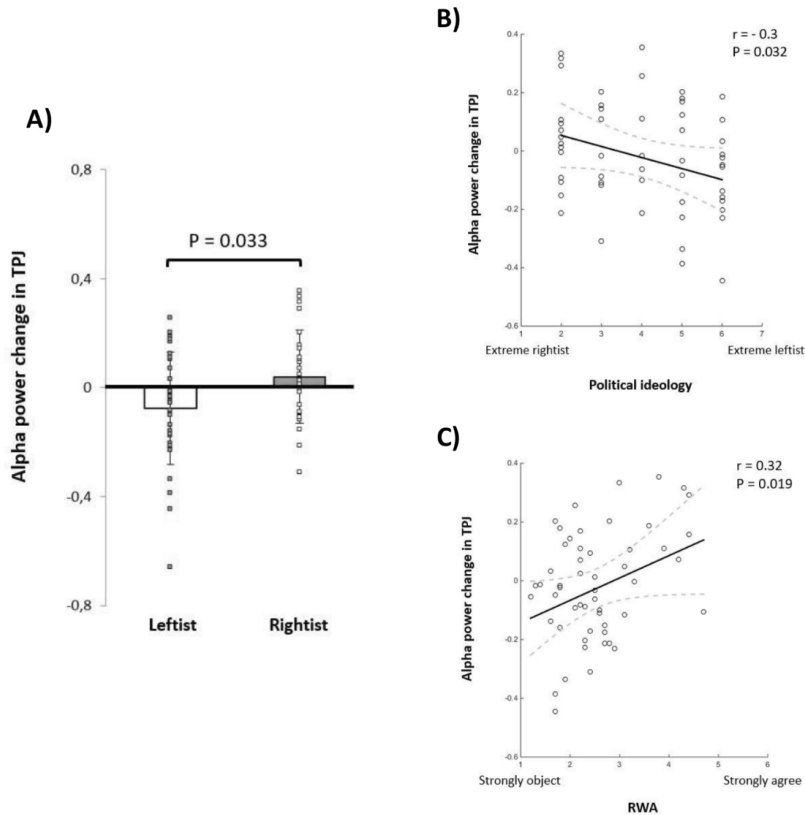 A)
0,8
0,4
0
-0,4
-0,8
Alpha power change in TPJ
P = 0.033
Leftist
Rightist
B)
r = - 0.3
P = 0.032
0.4
0.2
0
-0.2
-0.4
-0.6
Alpha power change in TPJ
1 2 3 4 5 6 7
Extreme rightist Extreme leftist
Political ideology
C)
r = 0.32
P = 0.019
0.4
0.2
0
-0.2
-0.4
-0.6
Alpha power change in TPJ
1 2 3 4 5 6
Strongly object Strongly agree
RWA